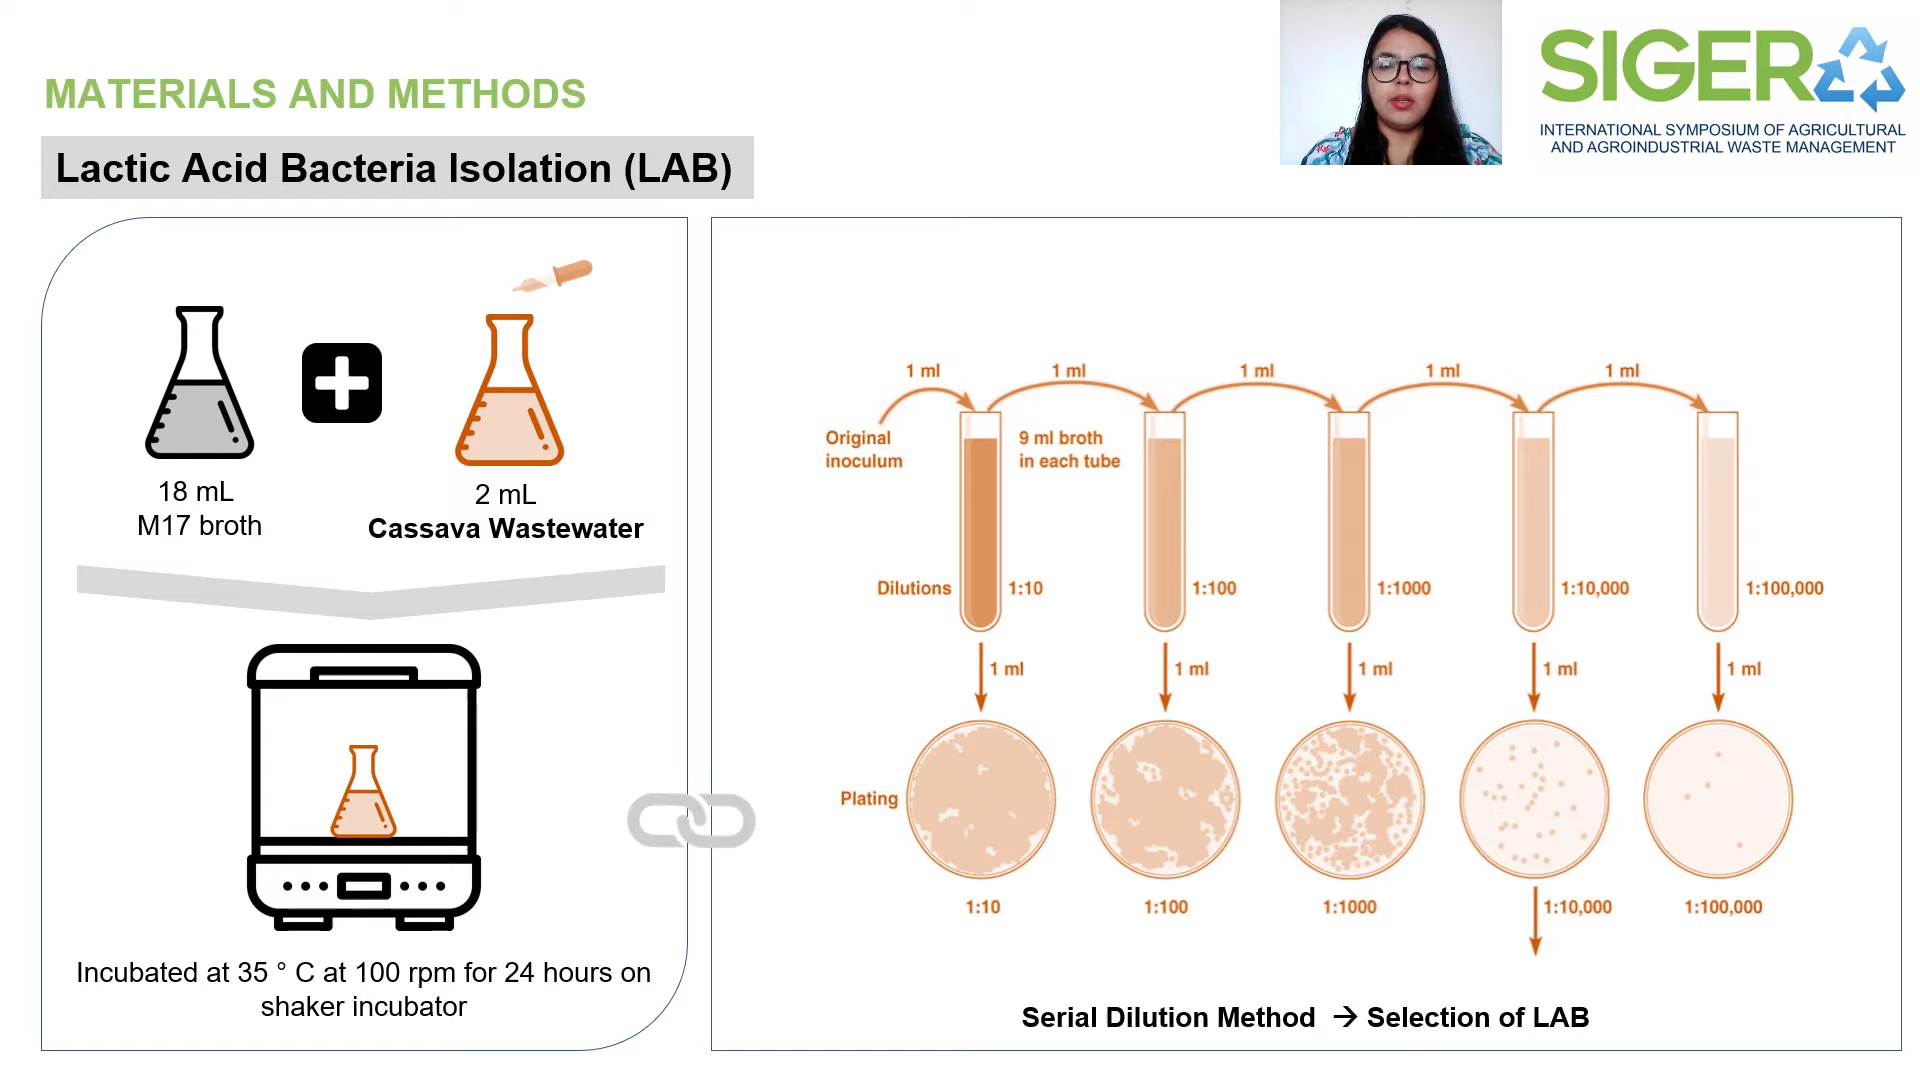 MATERIALS AND METHODS
Lactic Acid Bacteria Isolation (LAB)
SIGER
INTERNATIONAL SYMPOSIUM OF AGRICULTURAL
AND AGROINDUSTRIAL WASTE MANAGEMENT
18 mL
M17 broth
2 mL
Cassava Wastewater
Incubated at 35 ° C at 100 rpm for 24 hours on
shaker incubator
1 ml 1 ml 1 ml 1 ml 1 ml
Original
inoculum
9 ml broth
in each tube
Dilutions 1:10 1:100 1:1000 1:10,000 1:100,000
1 ml 1 ml 1 ml 1 ml 1 ml
Plating
1:10 1:100 1:1000 1:10,000 1:100,000
Serial Dilution Method → Selection of LAB